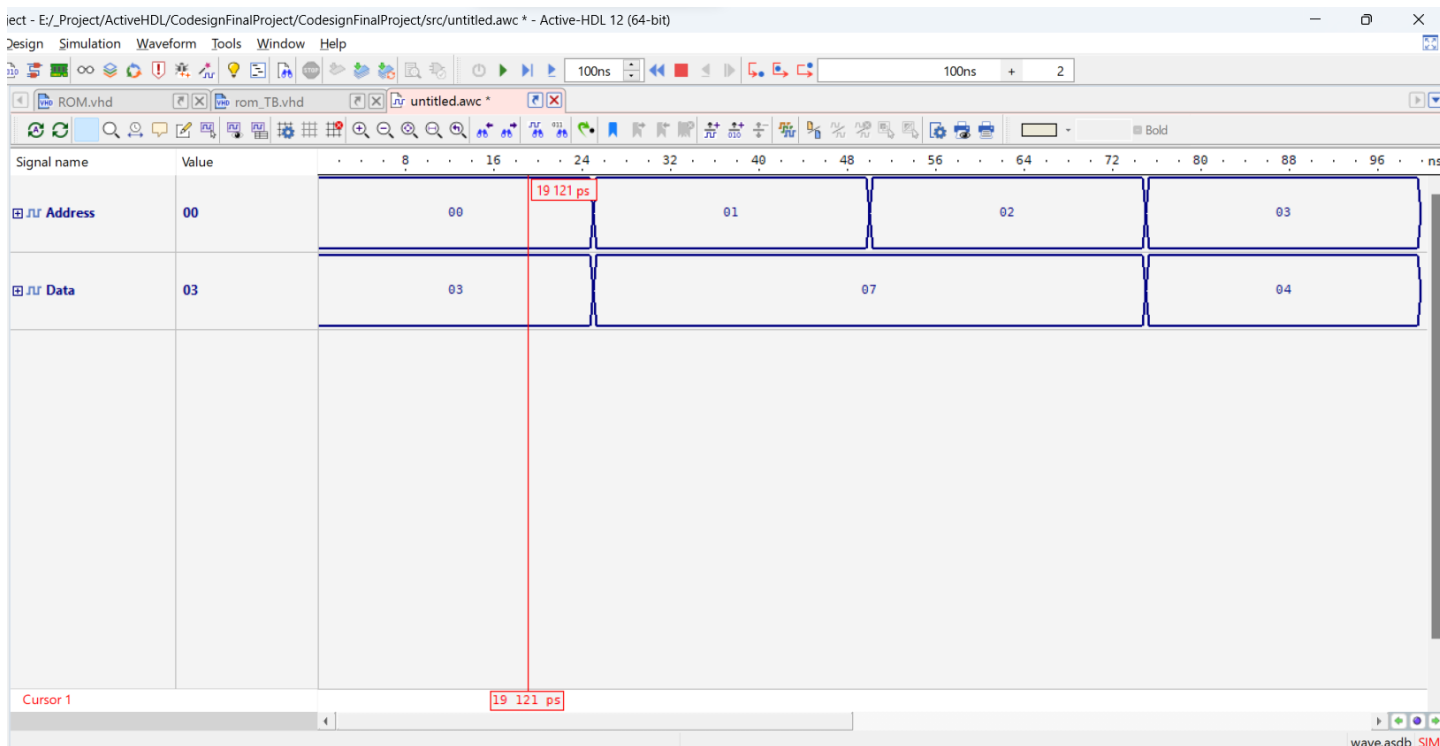 ject - E:/_Project/ActiveHDL/CodesignFinalProject/CodesignFinalProject/src/untitled.awc * - Active-HDL 12 (64-bit)
Design Simulation Waveform Tools Window Help
100ns 100ns + 2
ROM.vhd rom_TB.vhd untitled.awc *
Bold
Signal name Value 8 16 24 32 40 48 56 64 72 80 88 96 ns
19 121 ps
Address 00 00 01 02 03
Data 03 03 07 04
Cursor 1 19 121 ps
wave.asdb SIM